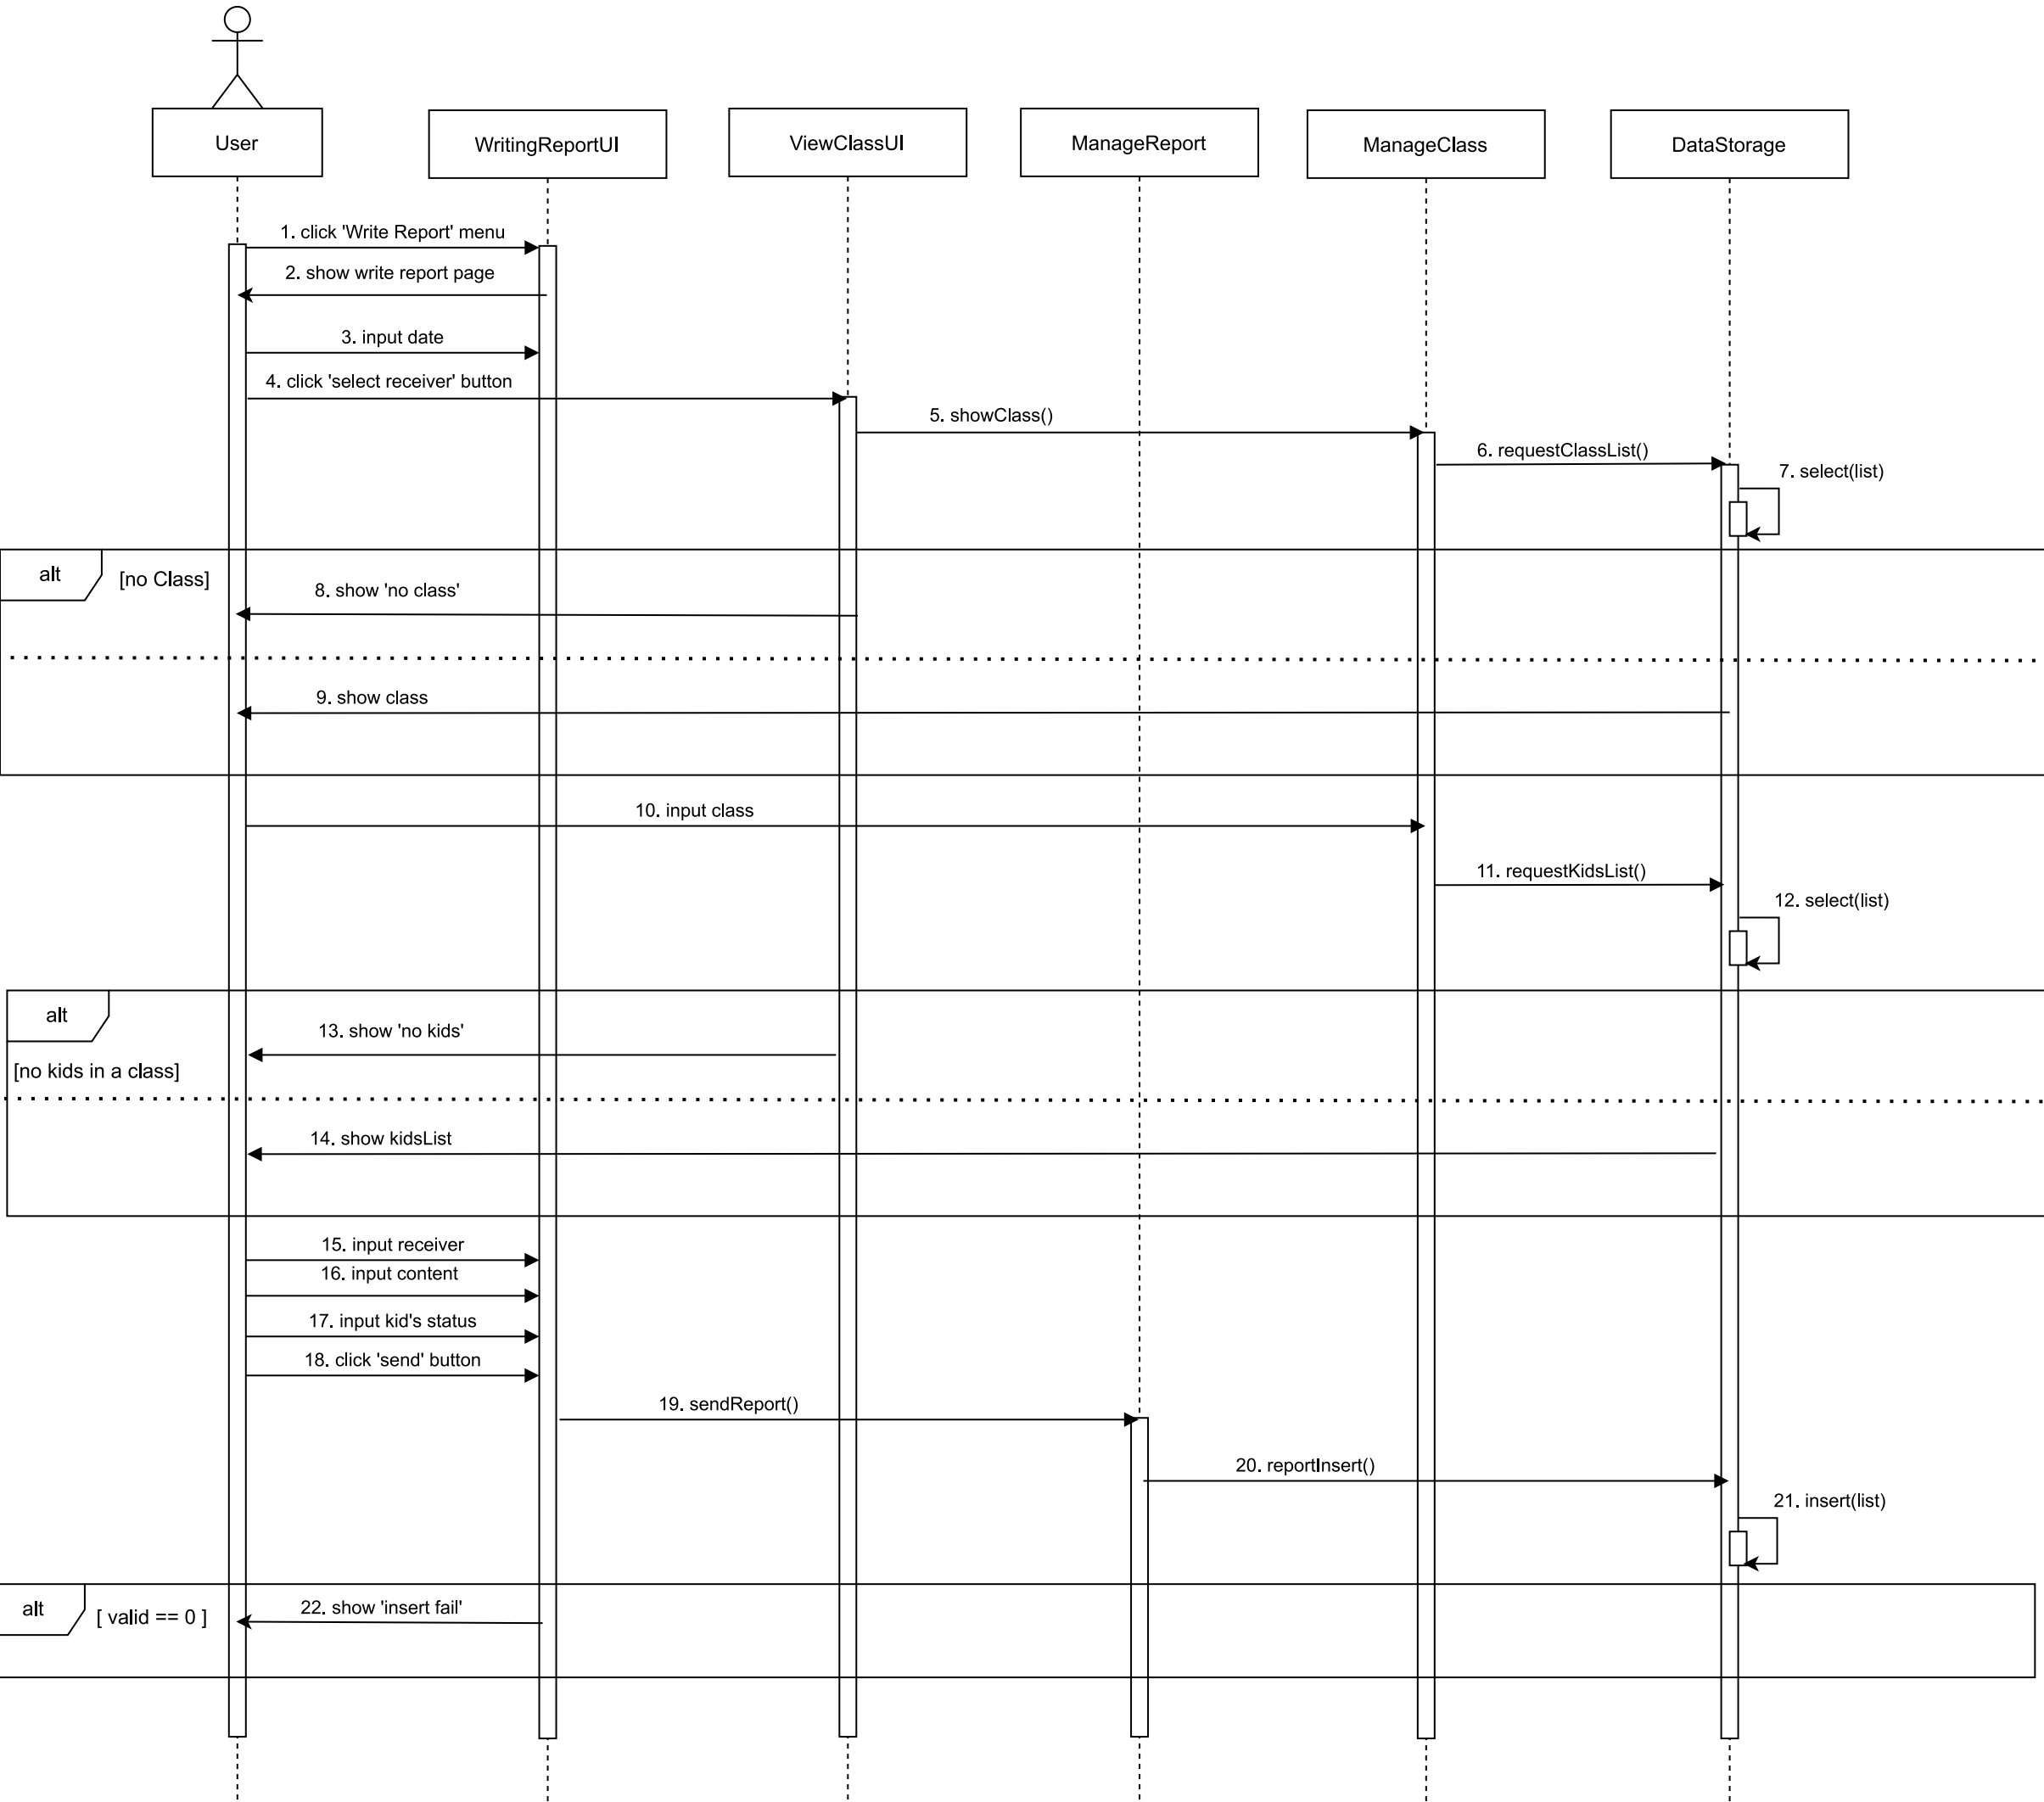 User
WritingReportUI
ViewClassUI
ManageReport
ManageClass
DataStorage
1. click 'Write Report' menu
2. show write report page
3. input date
4. click 'select receiver' button
5. showClass()
6. requestClassList()
7. select(list)
alt
[no Class]
8. show 'no class'
9. show class
10. input class
11. requestKidsList()
12. select(list)
alt
13. show 'no kids'
[no kids in a class]
14. show kidsList
15. input receiver
16. input content
17. input kid's status
18. click 'send' button
19. sendReport()
20. reportInsert()
21. insert(list)
alt
[ valid == 0 ]
22. show 'insert fail'